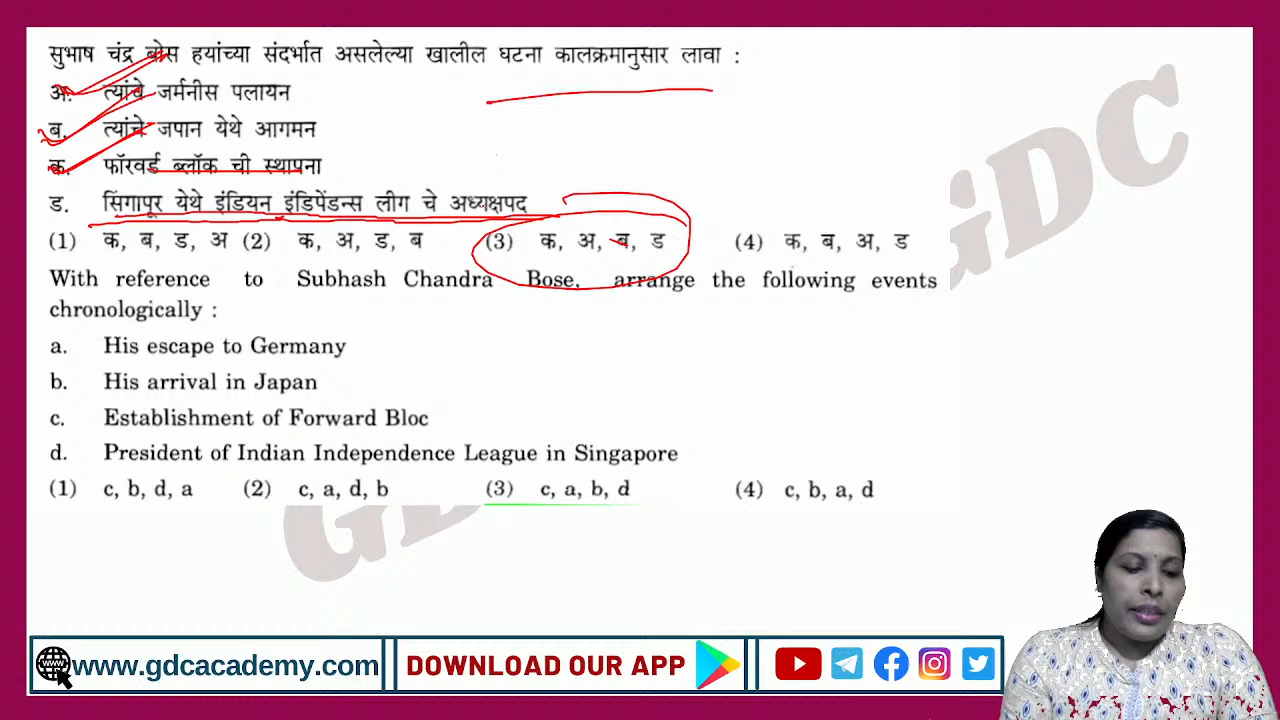 सुभाष चंद्र बोस हयांच्या संदर्भात असलेल्या खालील घटना कालक्रमानुसार लावा :
अ. त्यांचे जर्मनीस पलायन
ब. त्यांचे जपान येथे आगमन
क. फॉरवर्ड ब्लॉक ची स्थापना
ड. सिंगापूर येथे इंडियन इंडिपेंडन्स लीग चे अध्यक्षपद
(1) क, ब, ड, अ (2) क, अ, ड, ब (3) क, अ, ब, ड (4) क, ब, अ, ड
With reference to Subhash Chandra Bose, arrange the following events
chronologically :
a. His escape to Germany
b. His arrival in Japan
c. Establishment of Forward Bloc
d. President of Indian Independence League in Singapore
(1) c, b, d, a (2) c, a, d, b (3) c, a, b, d (4) c, b, a, d
GDC
GDC
www www.gdcacademy.com DOWNLOAD OUR APP